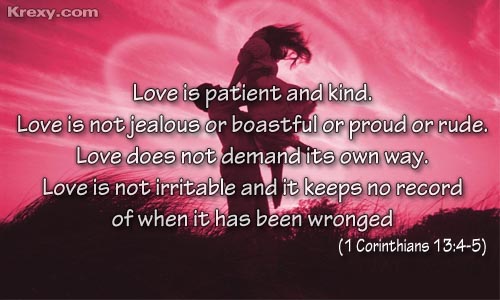 Krexy.com
Love is patient and kind.
Love is not jealous or boastful or proud or rude.
Love does not demand its own way.
Love is not irritable and it keeps no record
of when it has been wronged
(1 Corinthians 13:4-5)